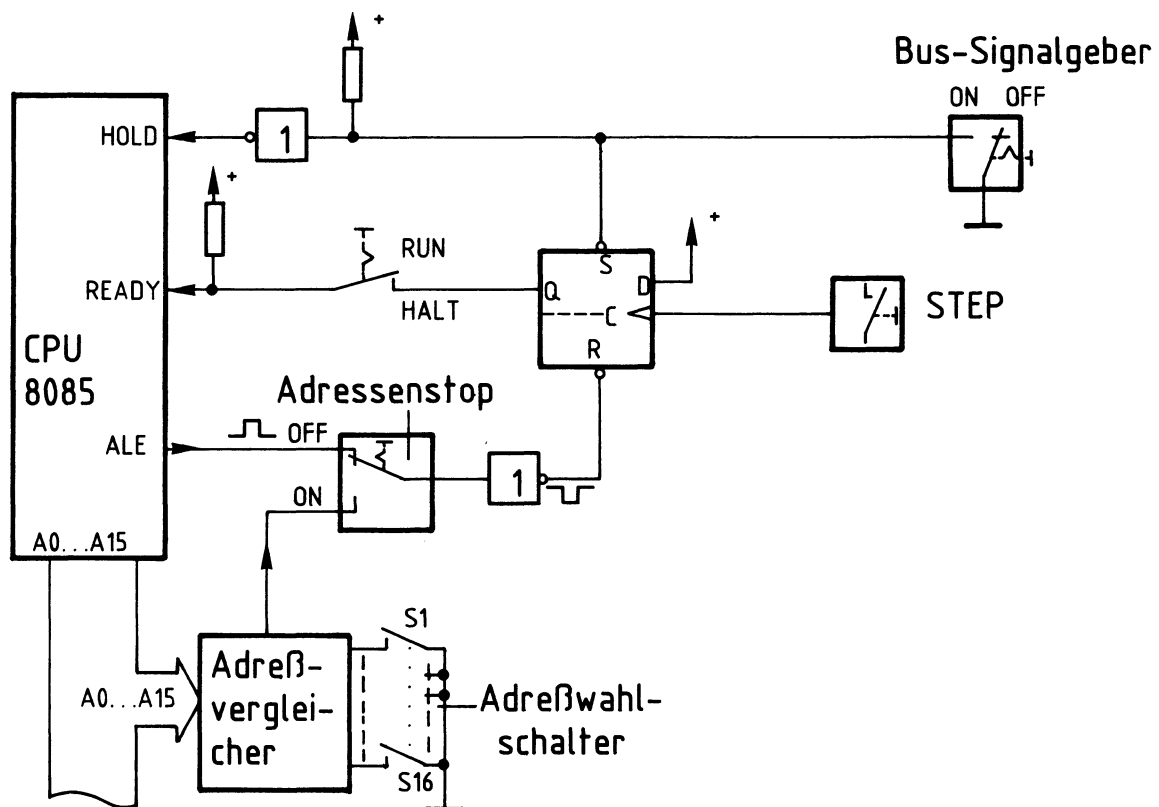 +
Bus-Signalgeber
ON OFF
HOLD
1
+
+
S
RUN
READY
Q
D
HALT
C
STEP
R
CPU
8085
Adressenstop
ALE
OFF
1
ON
A0...A15
S1
Adreß-
verglei-
cher
A0...A15
Adreßwahl-
schalter
S16